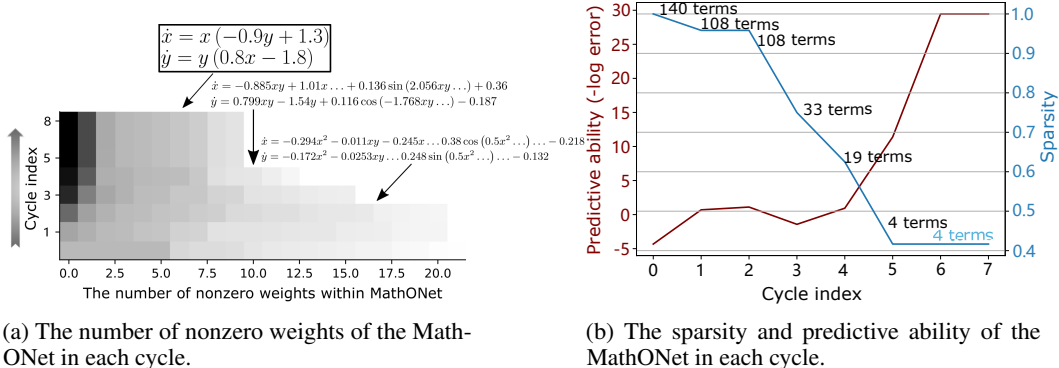 ẋ = x (−0.9y + 1.3)
ẏ = y (0.8x − 1.8)
ẋ = −0.885xy + 1.01x … + 0.136 sin (2.056xy …) + 0.36
ẏ = 0.799xy − 1.54y + 0.116 cos (-1.768xy …) − 0.187
ẋ = −0.294x² − 0.011xy − 0.245x … 0.38 cos (0.5x² …) … − 0.218
ẏ = −0.172x² − 0.0253xy … 0.248 sin (0.5x² …) … − 0.132
Cycle index
8
5
3
1
0.0 2.5 5.0 7.5 10.0 12.5 15.0 17.5 20.0
The number of nonzero weights within MathONet
(a) The number of nonzero weights of the Math-
ONet in each cycle.
Predictive ability (-log error)
30
25
20
15
10
5
0
−5
140 terms
108 terms
108 terms
33 terms
19 terms
4 terms
4 terms
1.0
0.9
0.8
0.7
0.6
0.5
0.4
Sparsity
0 1 2 3 4 5 6 7
Cycle index
(b) The sparsity and predictive ability of the
MathONet in each cycle.